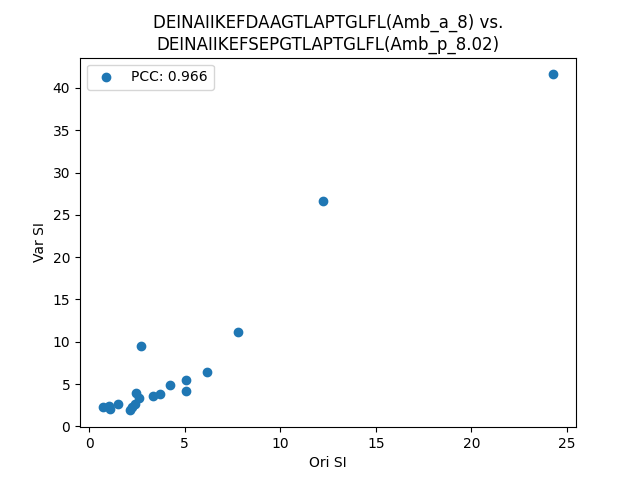 DEINAIIKEFDAAGTLAPTGLFL(Amb_a_8) vs.
DEINAIIKEFSEPGTLAPTGLFL(Amb_p_8.02)
PCC: 0.966
Var SI
40
35
30
25
20
15
10
5
0
0 5 10 15 20 25
Ori SI